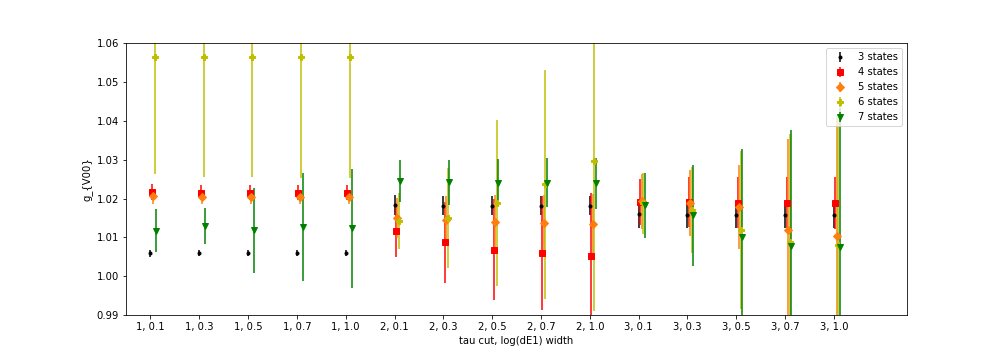 1.06
1.05
1.04
1.03
1.02
1.01
1.00
0.99
g_{V00}
3 states
4 states
5 states
6 states
7 states
1, 0.1 1, 0.3 1, 0.5 1, 0.7 1, 1.0 2, 0.1 2, 0.3 2, 0.5 2, 0.7 2, 1.0 3, 0.1 3, 0.3 3, 0.5 3, 0.7 3, 1.0
tau cut, log(dE1) width